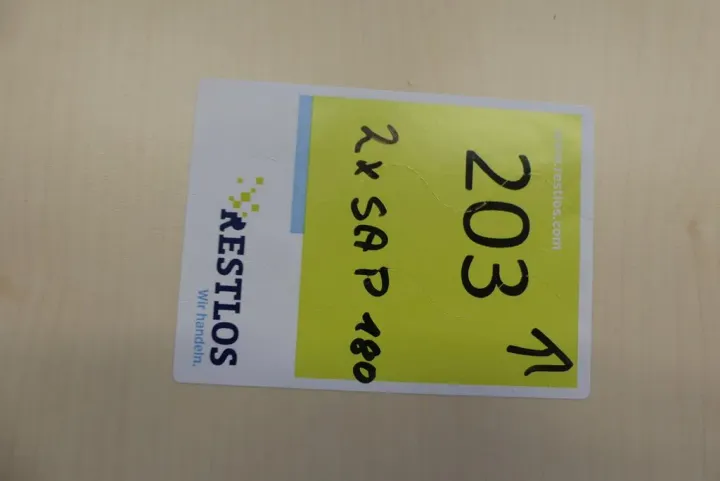 www.restlos.com
203 ↑
2x SAP 180
RESTLOS
Wir handeln.